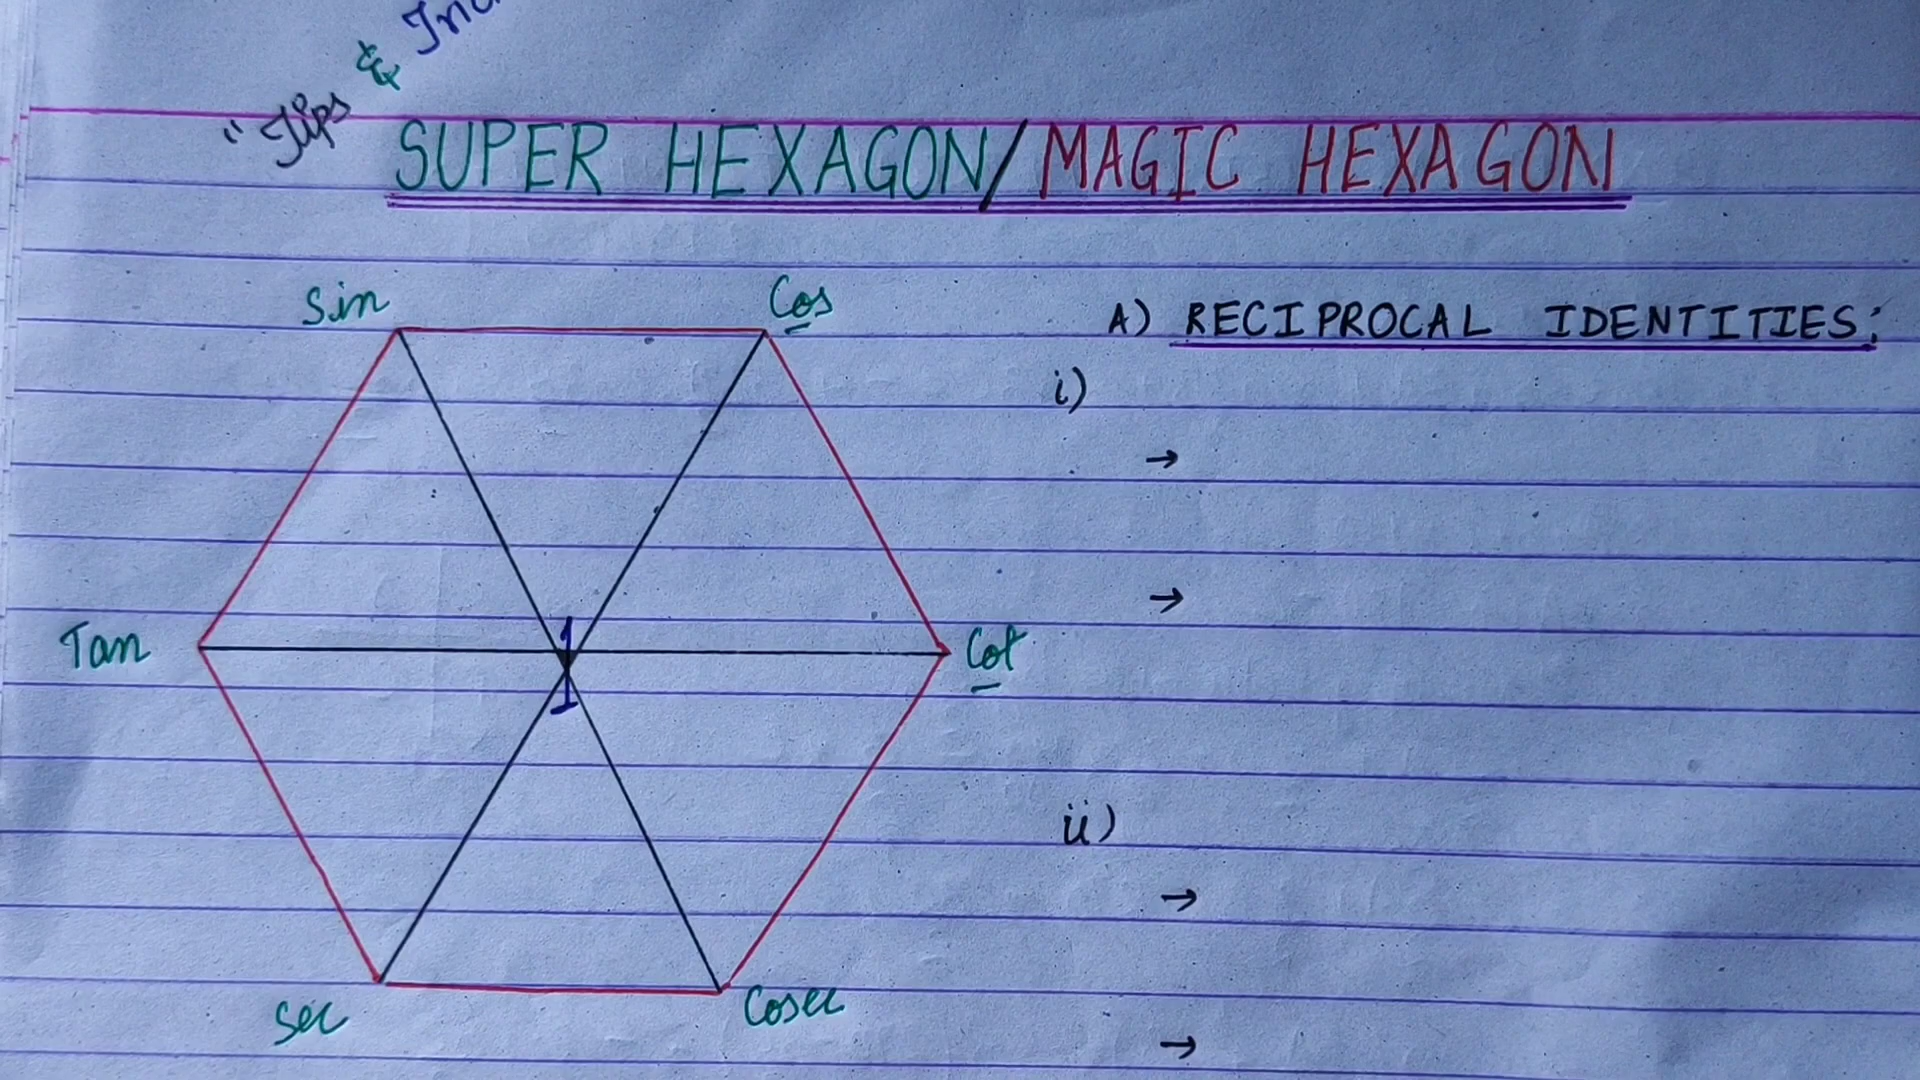 "Tips &
SUPER HEXAGON/MAGIC HEXAGON
Sin
Cos
A) RECIPROCAL IDENTITIES:
i)
→
→
Tan
1
Cot
ii)
→
Sec
Cosec
→